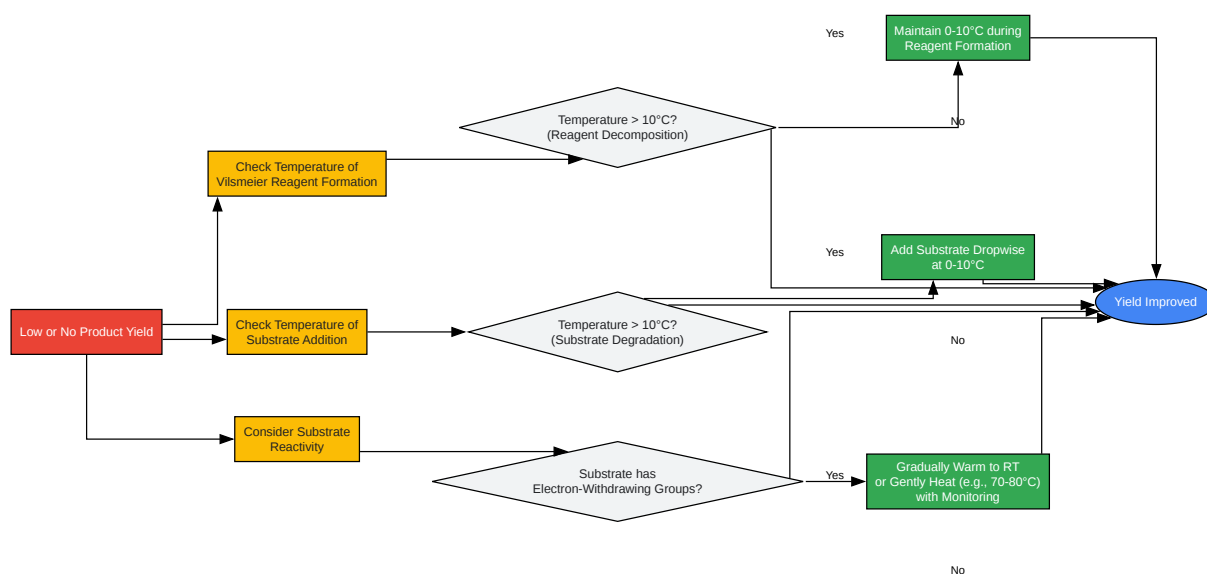 Yes
Maintain 0-10°C during
Reagent Formation
Temperature > 10°C?
(Reagent Decomposition)
No
Check Temperature of
Vilsmeier Reagent Formation
Yes
Add Substrate Dropwise
at 0-10°C
Yield Improved
Low or No Product Yield
Check Temperature of
Substrate Addition
Temperature > 10°C?
(Substrate Degradation)
No
Consider Substrate
Reactivity
Substrate has
Electron-Withdrawing Groups?
Yes
Gradually Warm to RT
or Gently Heat (e.g., 70-80°C)
with Monitoring
No